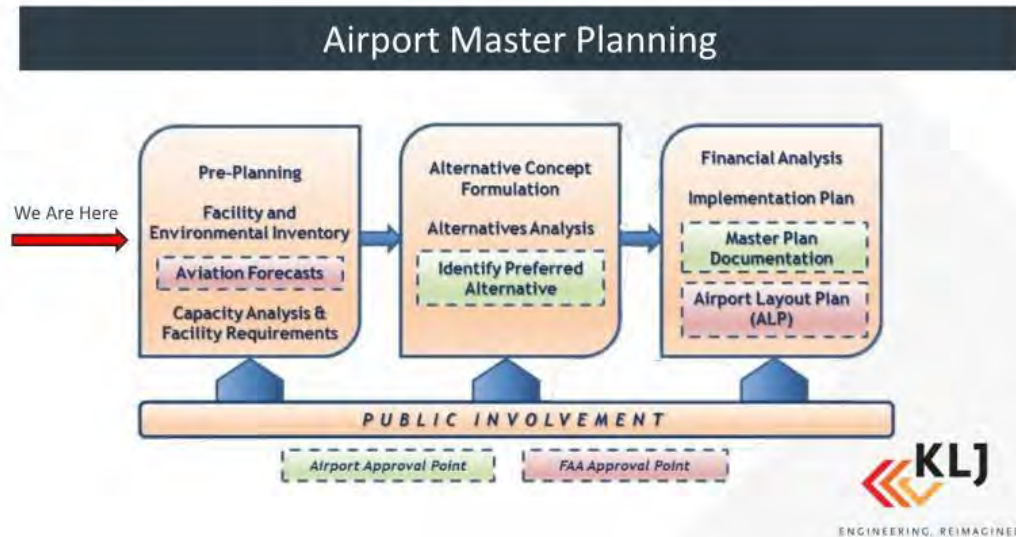 Airport Master Planning
We Are Here
Pre-Planning
Facility and
Environmental Inventory
Aviation Forecasts
Capacity Analysis &
Facility Requirements
Alternative Concept
Formulation
Alternatives Analysis
Identify Preferred
Alternative
Financial Analysis
Implementation Plan
Master Plan
Documentation
Airport Layout Plan
(ALP)
PUBLIC INVOLVEMENT
Airport Approval Point
FAA Approval Point
KLJ
ENGINEERING, REIMAGINE